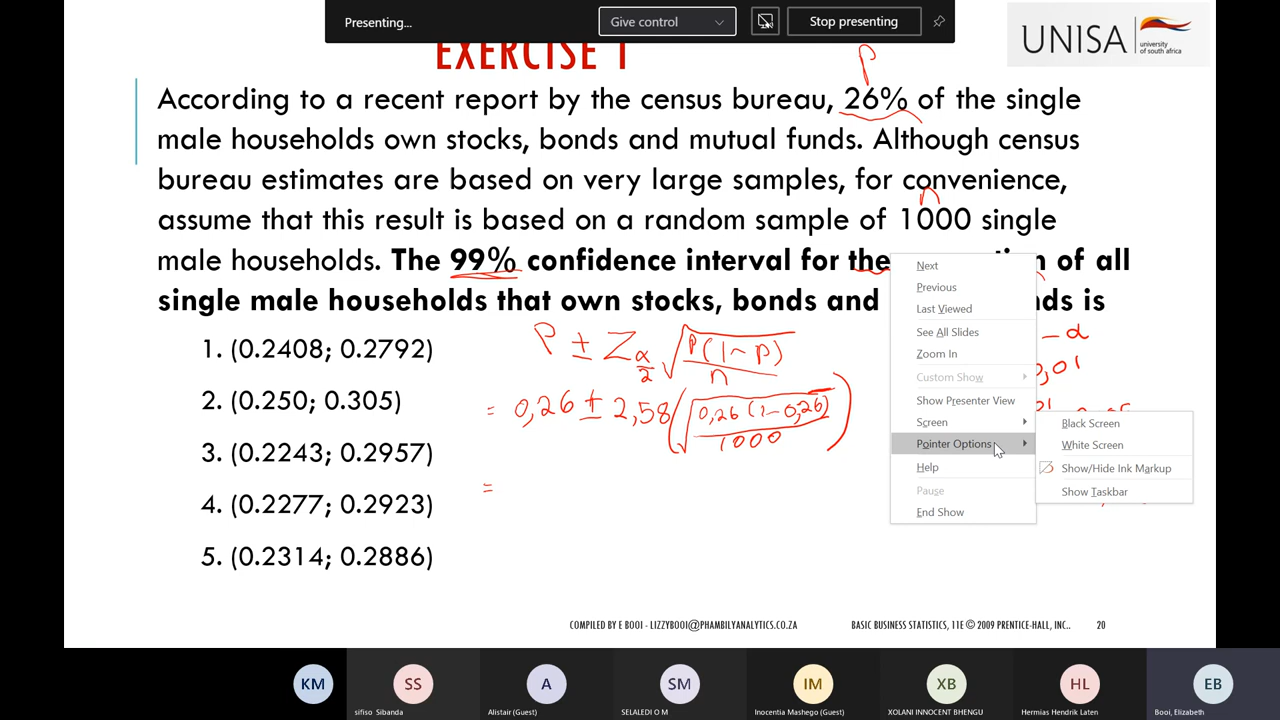 Presenting...
Give control
Stop presenting
EXERCISE 1
UNISA university of south africa
P
According to a recent report by the census bureau, 26% of the single
male households own stocks, bonds and mutual funds. Although census
bureau estimates are based on very large samples, for convenience,
n
assume that this result is based on a random sample of 1000 single
male households. The 99% confidence interval for the n of all
single male households that own stocks, bonds and nds is
1. (0.2408; 0.2792)
2. (0.250; 0.305)
3. (0.2243; 0.2957)
4. (0.2277; 0.2923)
5. (0.2314; 0.2886)
P ± Zα/2 √P(1-P)/n
= 0,26 ± 2,58(√0,26(1-0,26)/1000)
=
- α
0,01
Next
Previous
Last Viewed
See All Slides
Zoom In
Custom Show
Show Presenter View
Screen
Pointer Options
Help
Pause
End Show
Black Screen
White Screen
Show/Hide Ink Markup
Show Taskbar
COMPILED BY E BOOI - LIZZYBOOI@PHAMBILYANALYTICS.CO.ZA
BASIC BUSINESS STATISTICS, 11E © 2009 PRENTICE-HALL, INC..
20
KM
SS
A
SM
IM
XB
HL
EB
sifiso Sibanda
Alistair (Guest)
SELALEDI O M
Inocentia Mashego (Guest)
XOLANI INNOCENT BHENGU
Hermias Hendrik Laten
Booi, Elizabeth